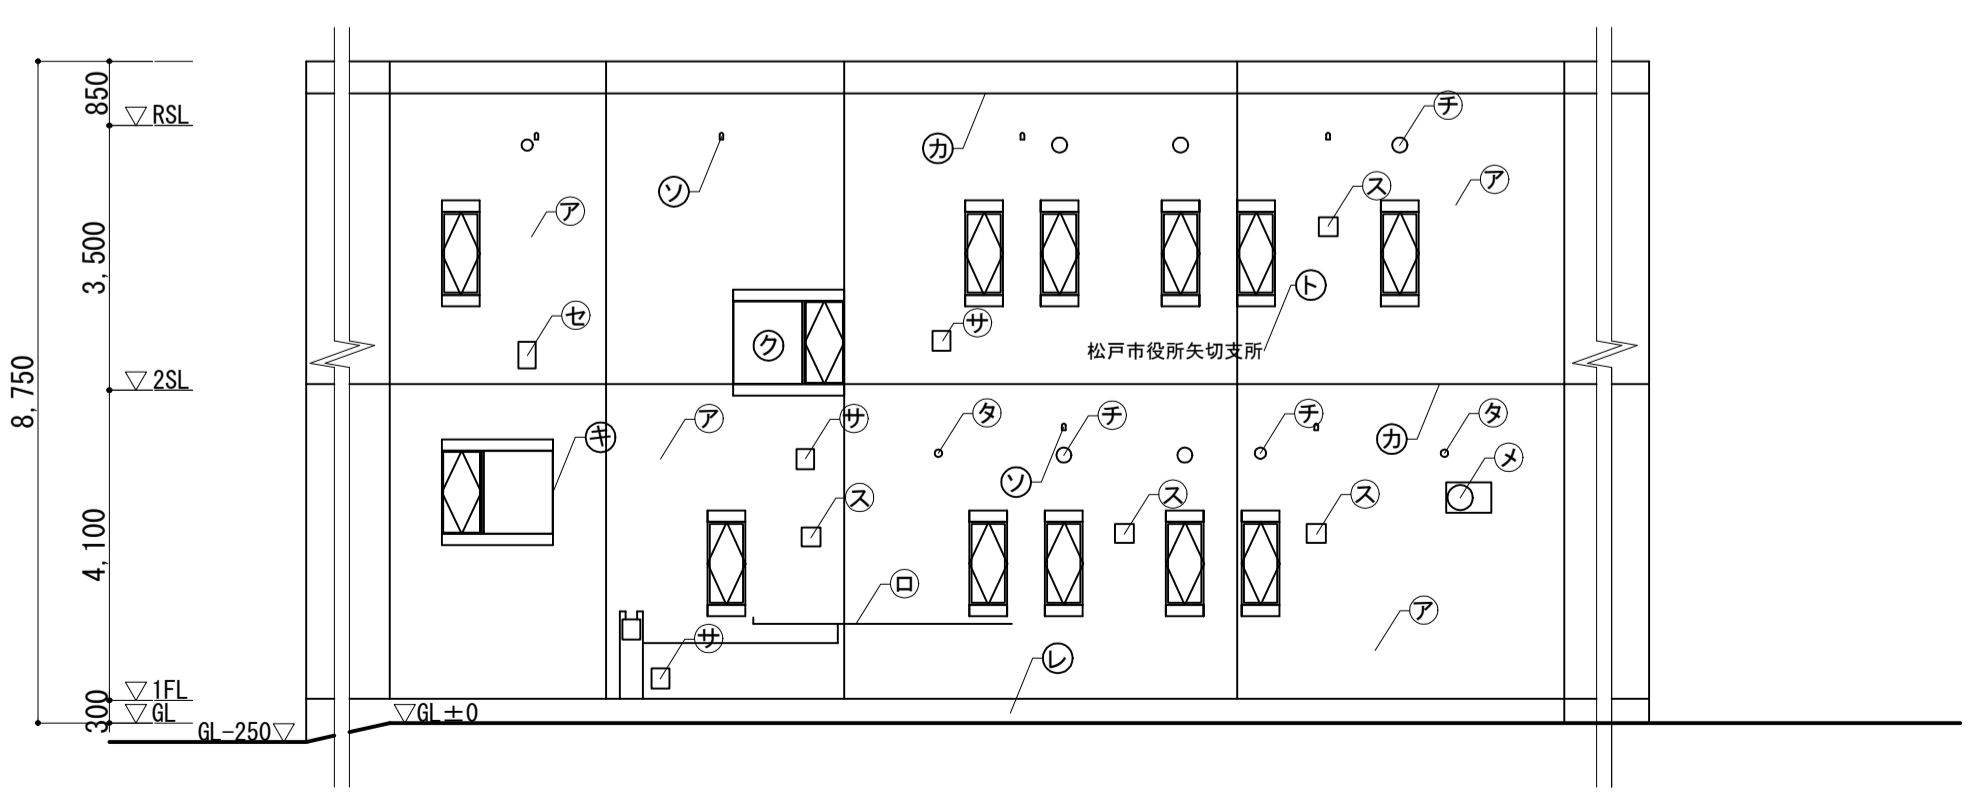 850
チ
▽RSL
カ
ソ
ア
ス
ア
3,500
ト
セ
サ
ク
松戸市役所矢切支所
8,750
▽2SL
ア
サ
タ
チ
チ
カ
タ
キ
メ
ソ
ス
ス
ス
4,100
ロ
ア
サ
レ
▽1FL
300
▽GL
▽GL±0
GL-250▽